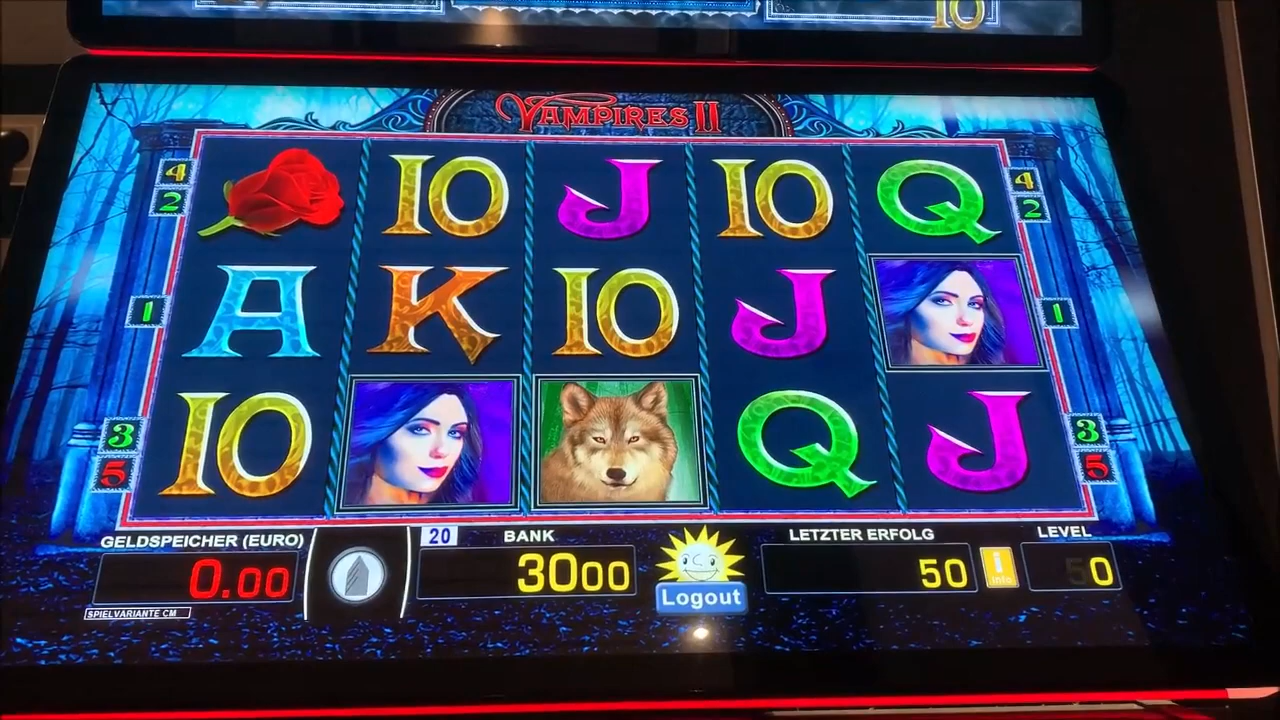 10
VAMPIRES II
4 10 J 10 Q 4
2 2
1 A K 10 J 1
3 10 Q J 3
5 5
GELDSPEICHER (EURO) 20 BANK LETZTER ERFOLG LEVEL
0.00 3000 50 i 0
Info
Logout
SPIELVARIANTE CM